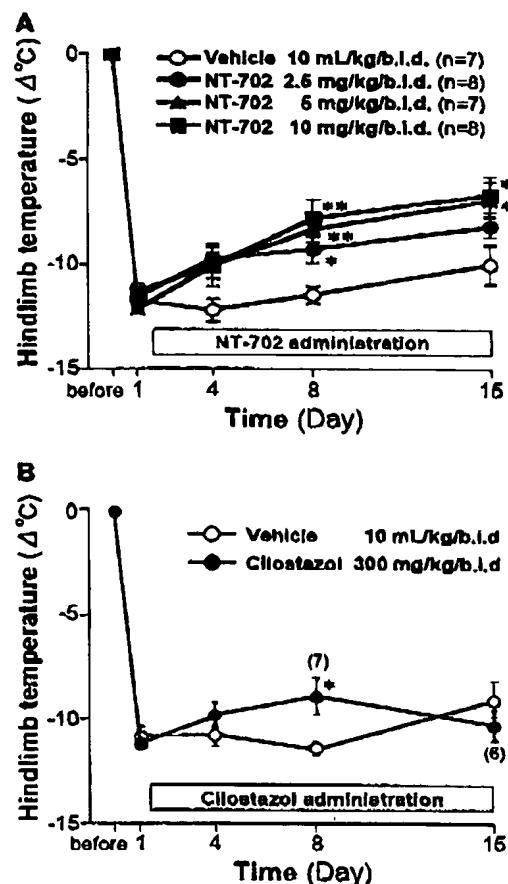 A
Hindlimb temperature (Δ°C)
0
-5
-10
-15
Vehicle 10 mL/kg/b.i.d. (n=7)
NT-702 2.5 mg/kg/b.i.d. (n=8)
NT-702 5 mg/kg/b.i.d. (n=7)
NT-702 10 mg/kg/b.i.d. (n=8)
**
*
*
**
*
NT-702 administration
before 1 4 8 15
Time (Day)
B
Hindlimb temperature (Δ°C)
0
-5
-10
-15
Vehicle 10 mL/kg/b.i.d
Cilostazol 300 mg/kg/b.i.d
(7)
*
(6)
Cilostazol administration
before 1 4 8 15
Time (Day)